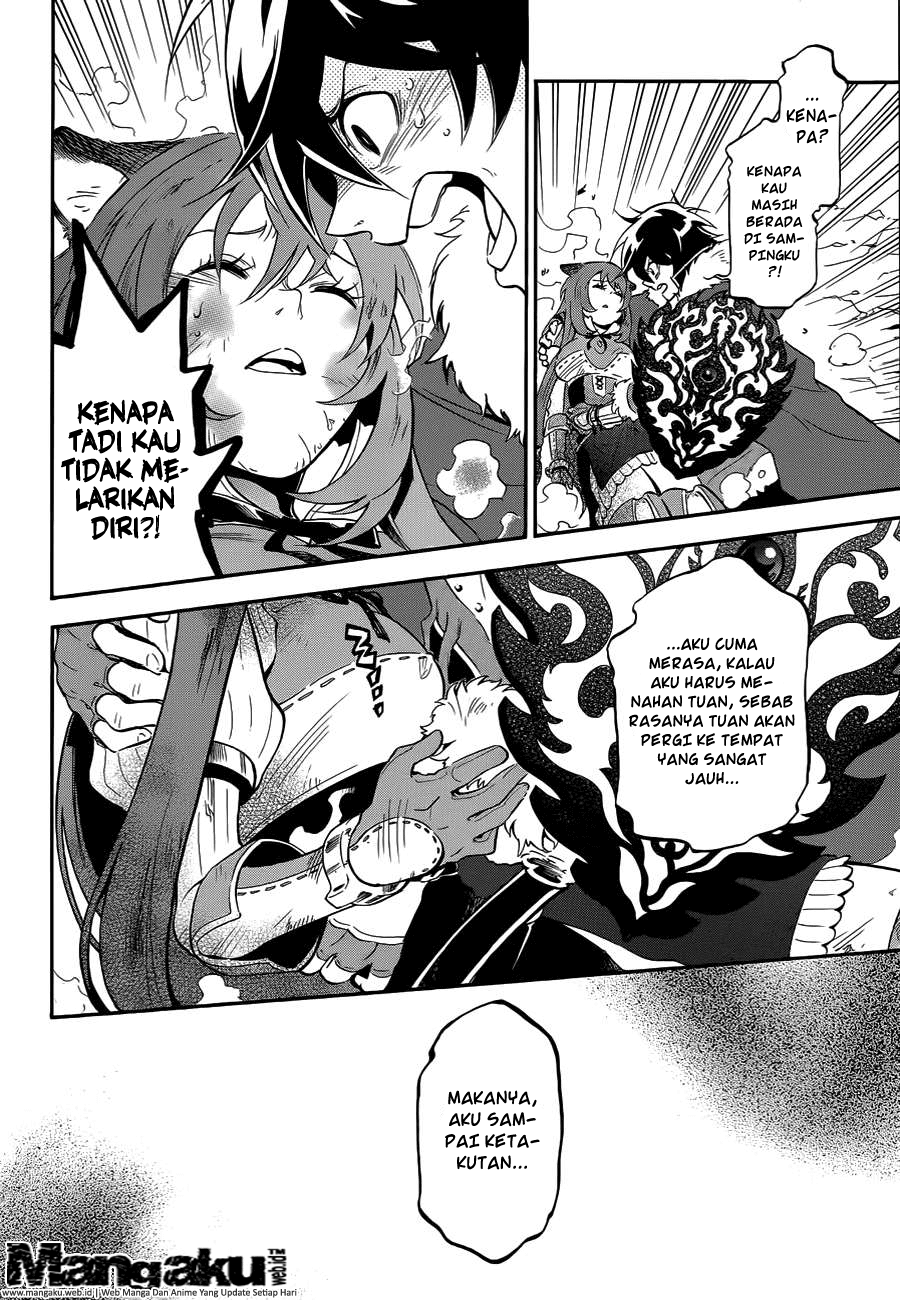 ...
KENA-
PA?
KENAPA
KAU
MASIH
BERADA
DI SAM-
PINGKU
?!
KENAPA
TADI KAU
TIDAK ME-
LARIKAN
DIRI?!
...AKU CUMA
MERASA, KALAU
AKU HARUS ME-
NAHAN TUAN, SEBAB
RASANYA TUAN AKAN
PERGI KE TEMPAT
YANG SANGAT
JAUH...
MAKANYA,
AKU SAM-
PAI KETA-
KUTAN...
Mangaku™
www.mangaku.web.id | Web Manga Dan Anime Yang Update Setiap Hari